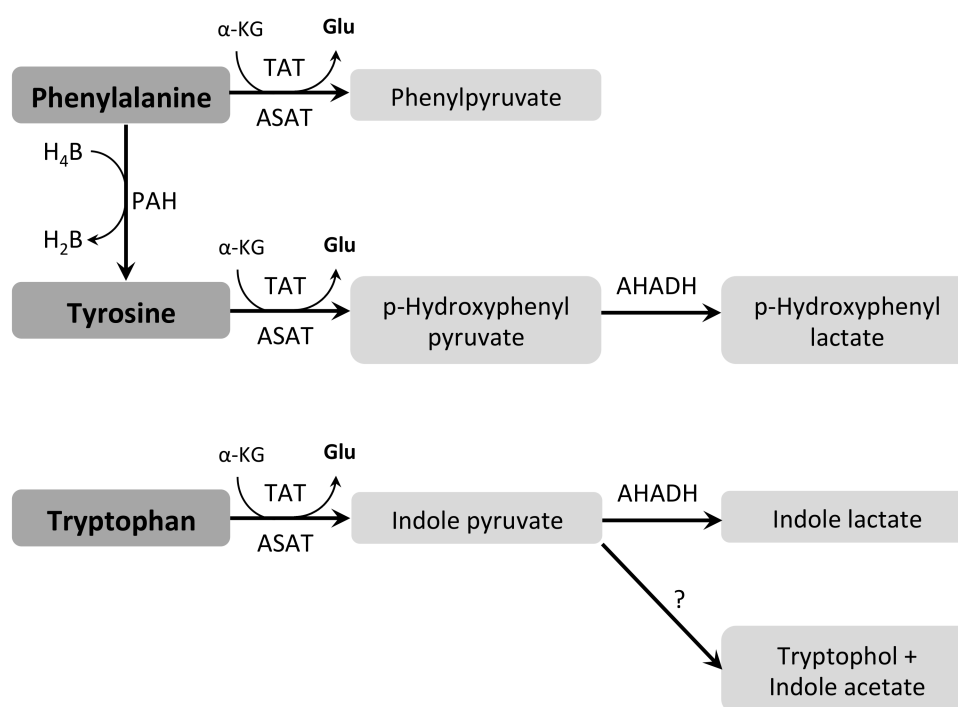 α-KG
Glu
TAT
Phenylalanine
Phenylpyruvate
ASAT
H₄B
PAH
H₂B
α-KG
Glu
TAT
AHADH
Tyrosine
p-Hydroxyphenyl
pyruvate
p-Hydroxyphenyl
lactate
ASAT
α-KG
Glu
TAT
AHADH
Tryptophan
Indole pyruvate
Indole lactate
ASAT
?
Tryptophol +
Indole acetate